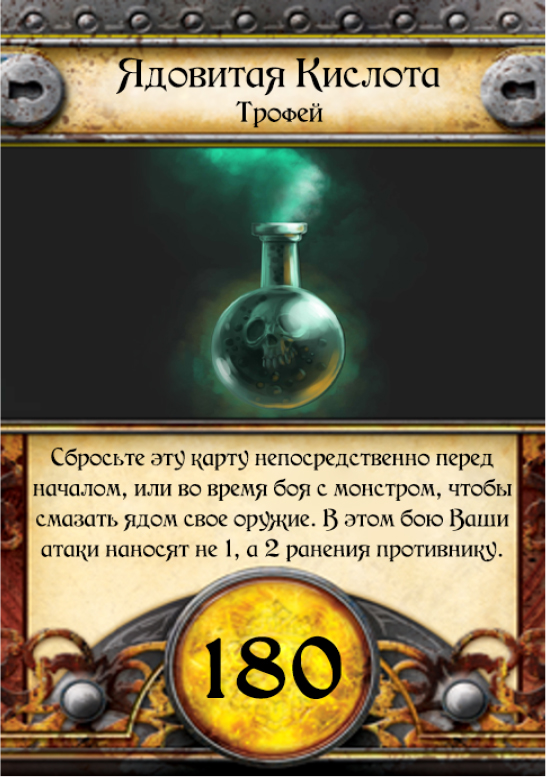 Ядовитая Кислота
Трофей
Сбросьте эту карту непосредственно перед
началом, или во время боя с монстром, чтобы
смазать ядом свое оружие. В этом бою Ваши
атаки наносят не 1, а 2 ранения противнику.
180